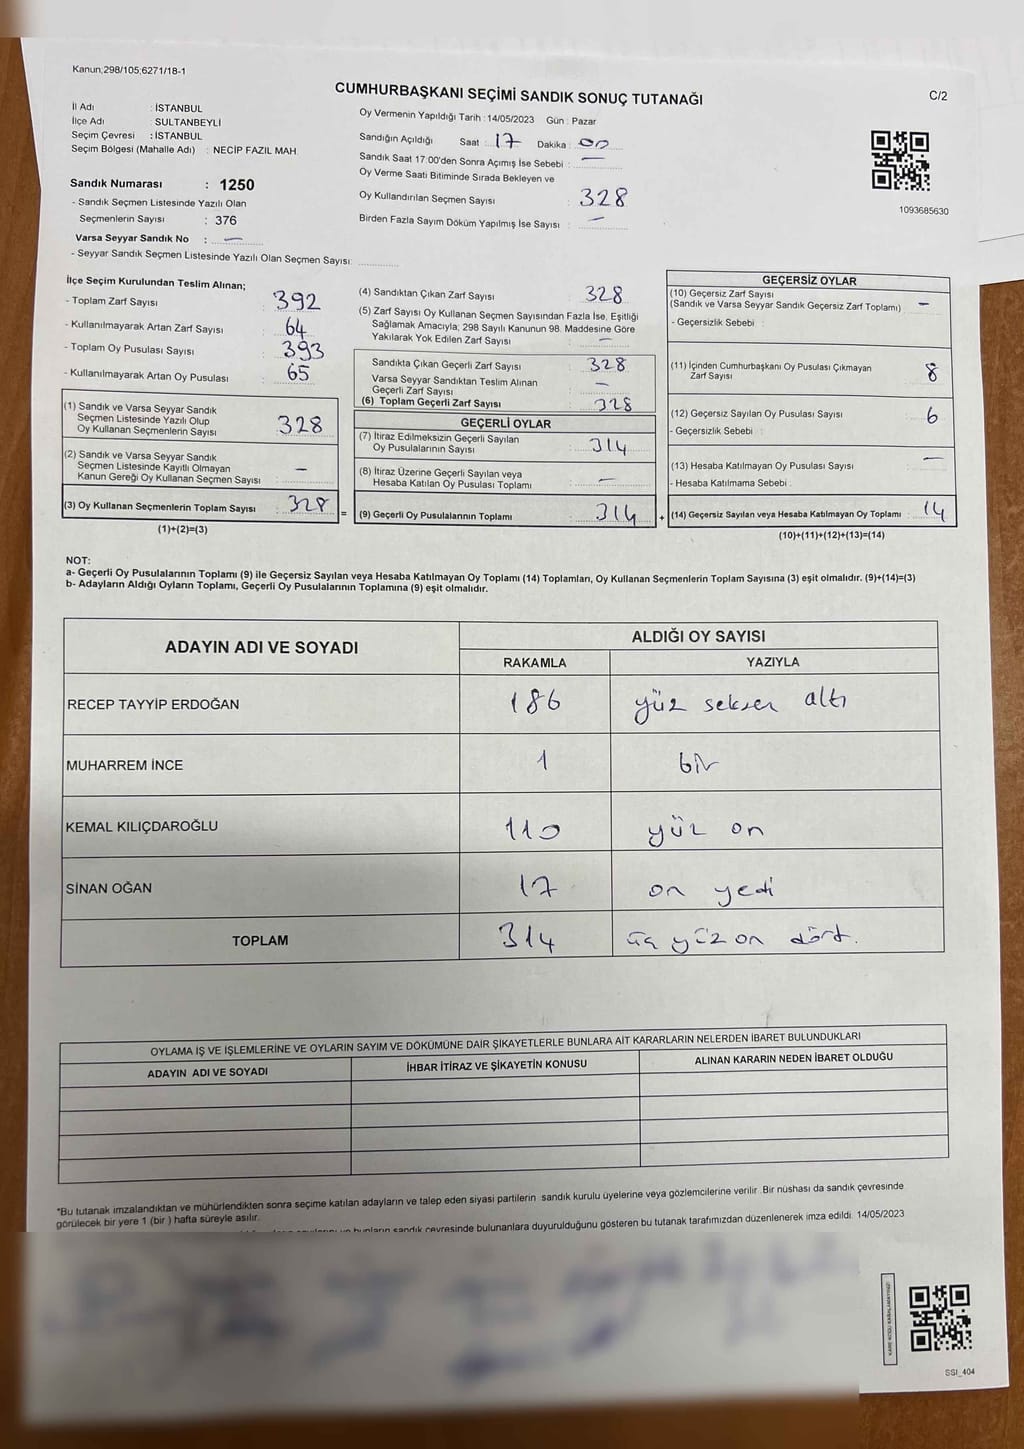 Kanun;298/105;6271/18-1
C/2
CUMHURBAŞKANI SEÇİMİ SANDIK SONUÇ TUTANAĞI
İl Adı : İSTANBUL
İlçe Adı : SULTANBEYLİ
Seçim Çevresi : İSTANBUL
Seçim Bölgesi (Mahalle Adı) : NECİP FAZIL MAH.
Sandık Numarası : 1250
- Sandık Seçmen Listesinde Yazılı Olan
Seçmenlerin Sayısı : 376
Varsa Seyyar Sandık No : —
- Seyyar Sandık Seçmen Listesinde Yazılı Olan Seçmen Sayısı:
Oy Vermenin Yapıldığı Tarih : 14/05/2023 Gün : Pazar
Sandığın Açıldığı Saat : 17 Dakika : 00
Sandık Saat 17:00'den Sonra Açımış İse Sebebi : —
Oy Verme Saati Bitiminde Sırada Bekleyen ve
Oy Kullandırılan Seçmen Sayısı : 328
Birden Fazla Sayım Döküm Yapılmış İse Sayısı : —
1093685630
İlçe Seçim Kurulundan Teslim Alınan;
- Toplam Zarf Sayısı : 392
- Kullanılmayarak Artan Zarf Sayısı : 64
- Toplam Oy Pusulası Sayısı : 393
- Kullanılmayarak Artan Oy Pusulası : 65
(1) Sandık ve Varsa Seyyar Sandık
Seçmen Listesinde Yazılı Olup
Oy Kullanan Seçmenlerin Sayısı : 328
(2) Sandık ve Varsa Seyyar Sandık
Seçmen Listesinde Kayıtlı Olmayan
Kanun Gereği Oy Kullanan Seçmen Sayısı : —
(3) Oy Kullanan Seçmenlerin Toplam Sayısı : 328
(1)+(2)=(3)
(4) Sandıktan Çıkan Zarf Sayısı : 328
(5) Zarf Sayısı Oy Kullanan Seçmen Sayısından Fazla İse, Eşitliği
Sağlamak Amacıyla; 298 Sayılı Kanunun 98. Maddesine Göre
Yakılarak Yok Edilen Zarf Sayısı : —
Sandıkta Çıkan Geçerli Zarf Sayısı : 328
Varsa Seyyar Sandıktan Teslim Alınan
Geçerli Zarf Sayısı : —
(6) Toplam Geçerli Zarf Sayısı : 328
GEÇERLİ OYLAR
(7) İtiraz Edilmeksizin Geçerli Sayılan
Oy Pusulalarının Sayısı : 314
(8) İtiraz Üzerine Geçerli Sayılan veya
Hesaba Katılan Oy Pusulası Toplamı : —
= (9) Geçerli Oy Pusulalarının Toplamı : 314
GEÇERSİZ OYLAR
(10) Geçersiz Zarf Sayısı
(Sandık ve Varsa Seyyar Sandık Geçersiz Zarf Toplamı) : —
- Geçersizlik Sebebi :
(11) İçinden Cumhurbaşkanı Oy Pusulası Çıkmayan
Zarf Sayısı : 8
(12) Geçersiz Sayılan Oy Pusulası Sayısı : 6
- Geçersizlik Sebebi :
(13) Hesaba Katılmayan Oy Pusulası Sayısı : —
- Hesaba Katılmama Sebebi :
+ (14) Geçersiz Sayılan veya Hesaba Katılmayan Oy Toplamı : 14
(10)+(11)+(12)+(13)=(14)
NOT:
a- Geçerli Oy Pusulalarının Toplamı (9) ile Geçersiz Sayılan veya Hesaba Katılmayan Oy Toplamı (14) Toplamları, Oy Kullanan Seçmenlerin Toplam Sayısına (3) eşit olmalıdır. (9)+(14)=(3)
b- Adayların Aldığı Oyların Toplamı, Geçerli Oy Pusulalarının Toplamına (9) eşit olmalıdır.
ADAYIN ADI VE SOYADI
ALDIĞI OY SAYISI
RAKAMLA YAZIYLA
RECEP TAYYİP ERDOĞAN 186 yüz seksen altı
MUHARREM İNCE 1 bir
KEMAL KILIÇDAROĞLU 110 yüz on
SİNAN OĞAN 17 on yedi
TOPLAM 314 üç yüz on dört.
OYLAMA İŞ VE İŞLEMLERİNE VE OYLARIN SAYIM VE DÖKÜMÜNE DAİR ŞİKAYETLERLE BUNLARA AİT KARARLARIN NELERDEN İBARET BULUNDUKLARI
ADAYIN ADI VE SOYADI İHBAR İTİRAZ VE ŞİKAYETİN KONUSU ALINAN KARARIN NEDEN İBARET OLDUĞU
*Bu tutanak imzalandıktan ve mühürlendikten sonra seçime katılan adayların ve talep eden siyasi partilerin sandık kurulu üyelerine veya gözlemcilerine verilir. Bir nüshası da sandık çevresinde
görülecek bir yere 1 (bir ) hafta süreyle asılır.
bunların sandık çevresinde bulunanlara duyurulduğunu gösteren bu tutanak tarafımızdan düzenlenerek imza edildi. 14/05/2023
SSI_404